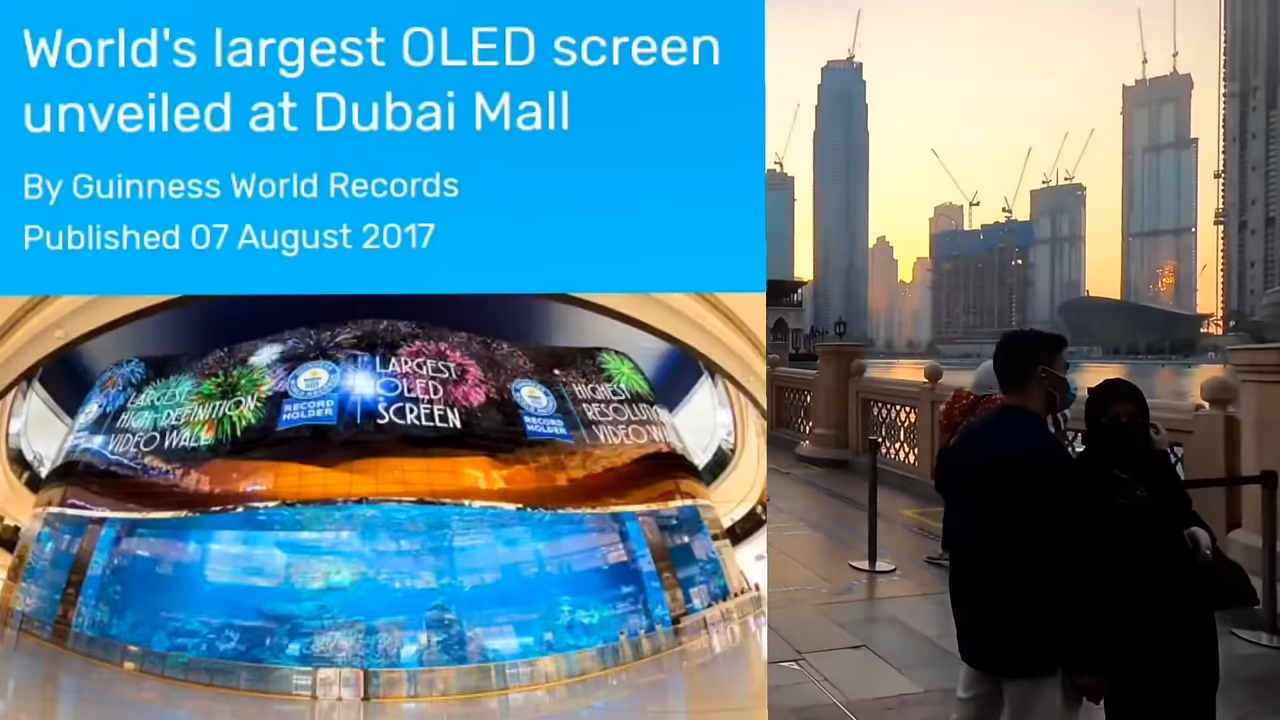 World's largest OLED screen
unveiled at Dubai Mall
By Guinness World Records
Published 07 August 2017
LARGEST
HIGH-DEFINITION
VIDEO WALL
RECORD
HOLDER
LARGEST
OLED
SCREEN
RECORD
HOLDER
HIGHEST
RESOLUTION
VIDEO